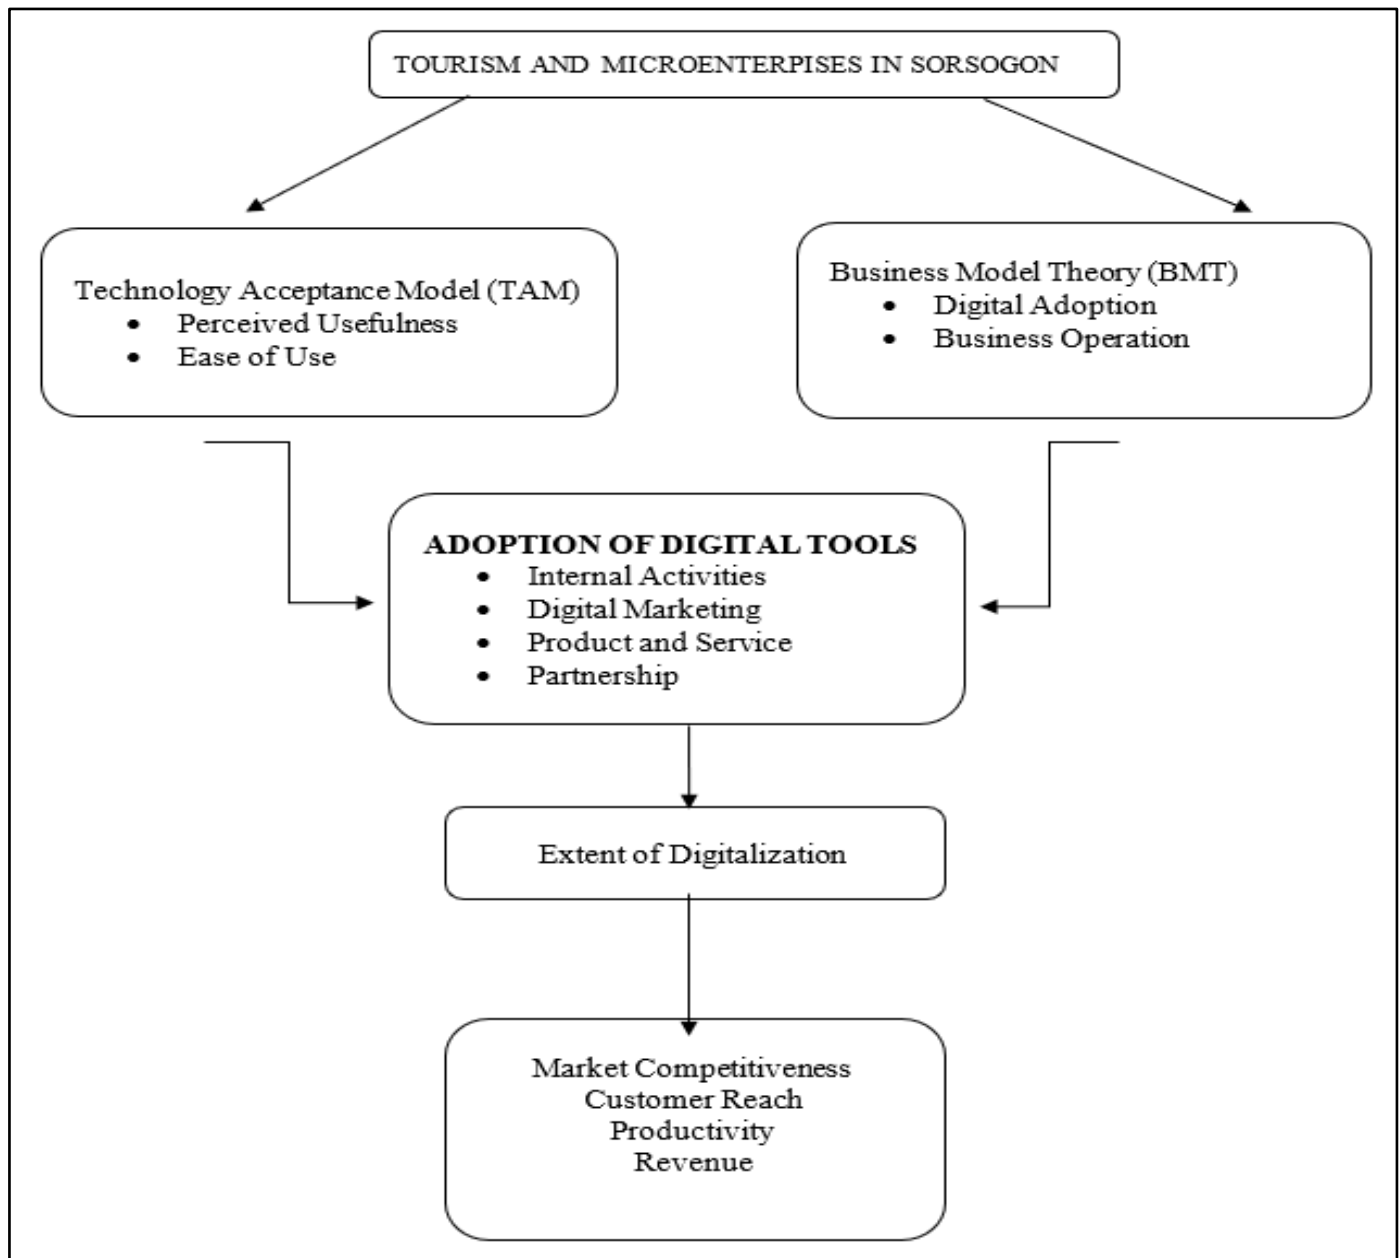 TOURISM AND MICROENTERPISES IN SORSOGON
Technology Acceptance Model (TAM)
• Perceived Usefulness
• Ease of Use
Business Model Theory (BMT)
• Digital Adoption
• Business Operation
ADOPTION OF DIGITAL TOOLS
• Internal Activities
• Digital Marketing
• Product and Service
• Partnership
Extent of Digitalization
Market Competitiveness
Customer Reach
Productivity
Revenue